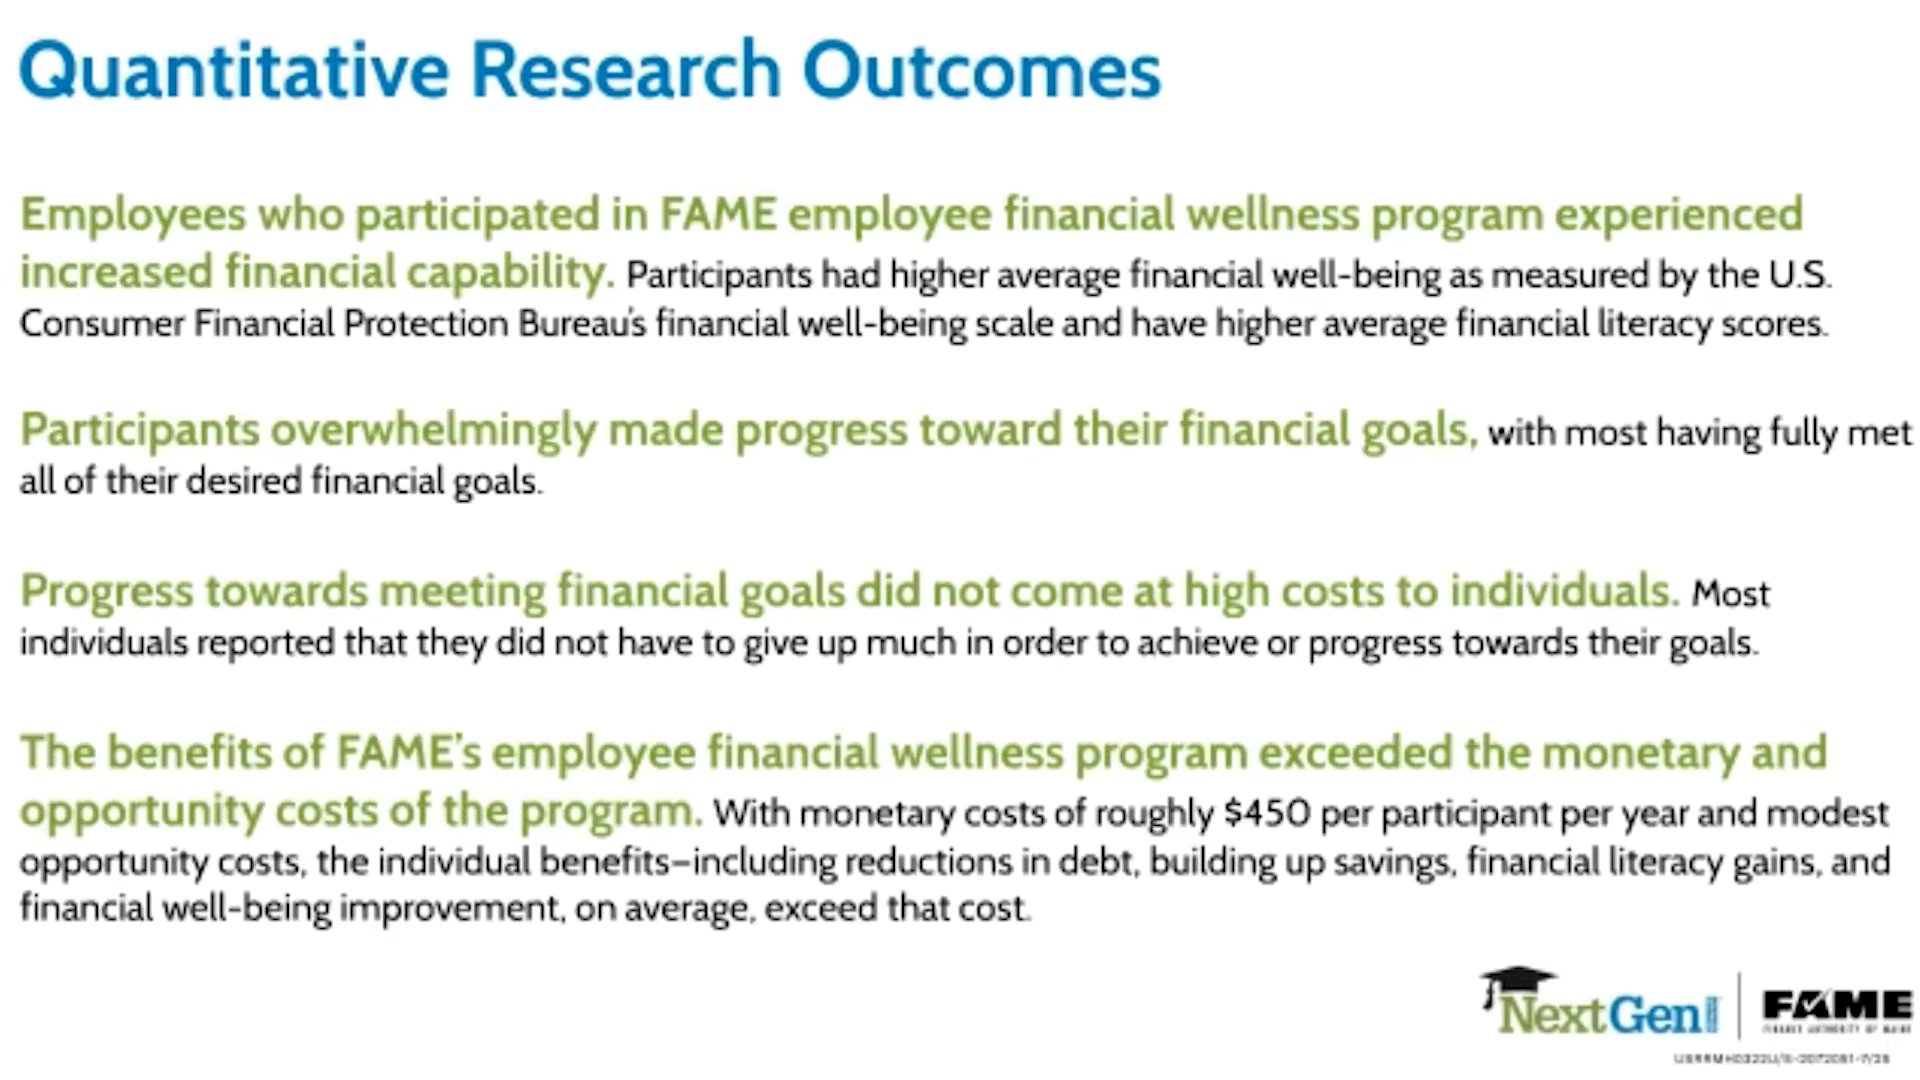 Quantitative Research Outcomes
Employees who participated in FAME employee financial wellness program experienced
increased financial capability. Participants had higher average financial well-being as measured by the U.S.
Consumer Financial Protection Bureau's financial well-being scale and have higher average financial literacy scores.
Participants overwhelmingly made progress toward their financial goals, with most having fully met
all of their desired financial goals.
Progress towards meeting financial goals did not come at high costs to individuals. Most
individuals reported that they did not have to give up much in order to achieve or progress towards their goals.
The benefits of FAME's employee financial wellness program exceeded the monetary and
opportunity costs of the program. With monetary costs of roughly $450 per participant per year and modest
opportunity costs, the individual benefits–including reductions in debt, building up savings, financial literacy gains, and
financial well-being improvement, on average, exceed that cost.
NextGen
FAME
FINANCE AUTHORITY OF MAINE